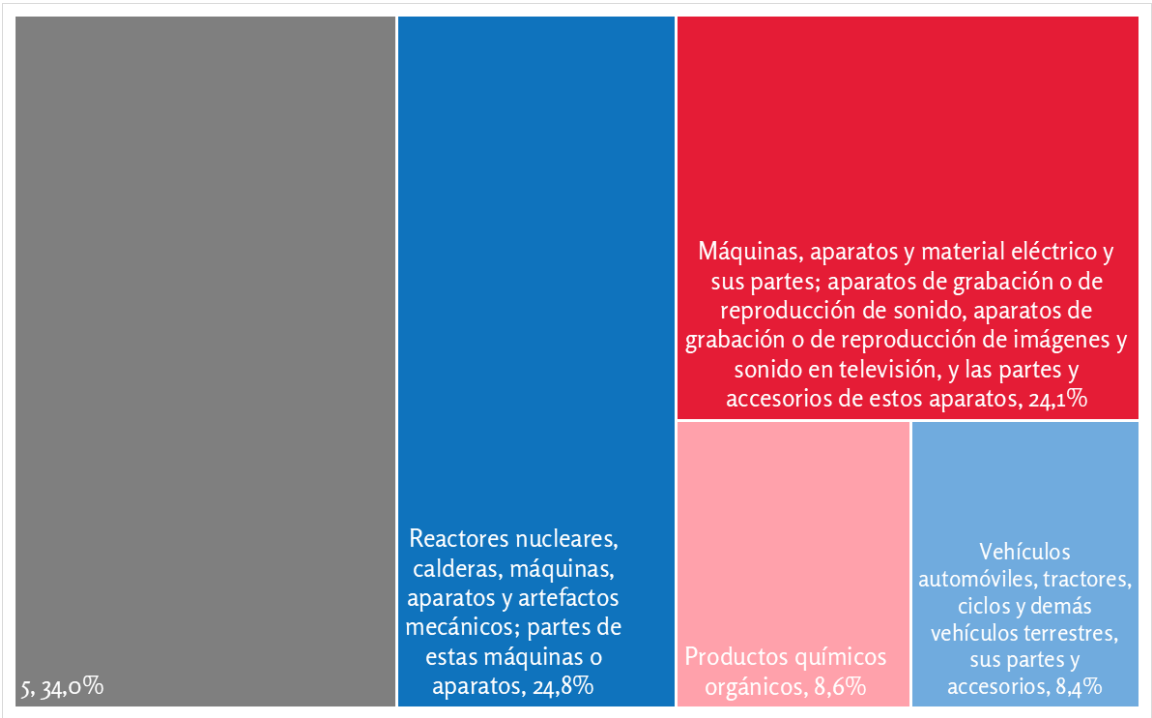 5, 34,0%
Reactores nucleares,
calderas, máquinas,
aparatos y artefactos
mecánicos; partes de
estas máquinas o
aparatos, 24,8%
Máquinas, aparatos y material eléctrico y
sus partes; aparatos de grabación o de
reproducción de sonido, aparatos de
grabación o de reproducción de imágenes y
sonido en televisión, y las partes y
accesorios de estos aparatos, 24,1%
Productos químicos
orgánicos, 8,6%
Vehículos
automóviles, tractores,
ciclos y demás
vehículos terrestres,
sus partes y
accesorios, 8,4%